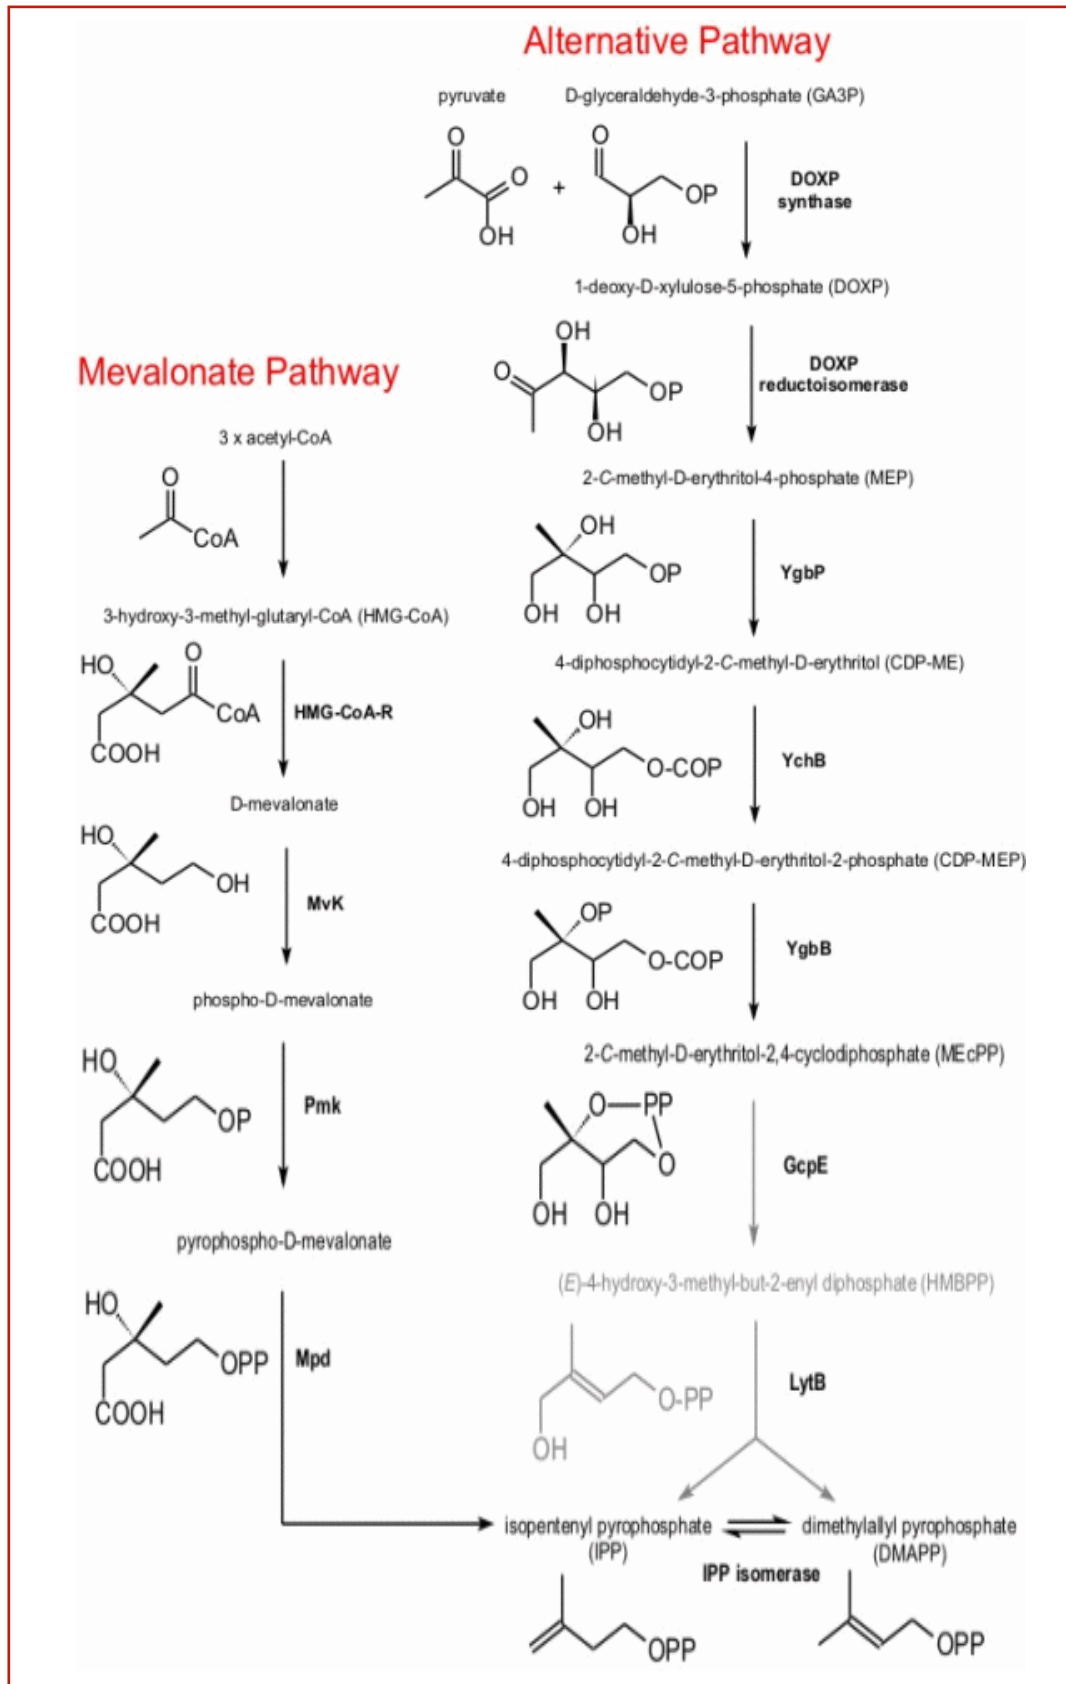 Alternative Pathway
pyruvate
D-glyceraldehyde-3-phosphate (GA3P)
O
O
OH
+
O
OP
OH
DOXP
synthase
1-deoxy-D-xylulose-5-phosphate (DOXP)
OH
O
OP
OH
DOXP
reductoisomerase
2-C-methyl-D-erythritol-4-phosphate (MEP)
OH
OP
OH
OH
YgbP
4-diphosphocytidyl-2-C-methyl-D-erythritol (CDP-ME)
OH
O-COP
OH
OH
YchB
4-diphosphocytidyl-2-C-methyl-D-erythritol-2-phosphate (CDP-MEP)
OP
O-COP
OH
OH
YgbB
2-C-methyl-D-erythritol-2,4-cyclodiphosphate (MEcPP)
O
PP
O
OH
OH
GcpE
(E)-4-hydroxy-3-methyl-but-2-enyl diphosphate (HMBPP)
O-PP
OH
LytB
Mevalonate Pathway
3 x acetyl-CoA
O
CoA
3-hydroxy-3-methyl-glutaryl-CoA (HMG-CoA)
HO
O
CoA
COOH
HMG-CoA-R
D-mevalonate
HO
OH
COOH
MvK
phospho-D-mevalonate
HO
OP
COOH
Pmk
pyrophospho-D-mevalonate
HO
OPP
COOH
Mpd
isopentenyl pyrophosphate
(IPP)
dimethylallyl pyrophosphate
(DMAPP)
IPP isomerase
OPP
OPP